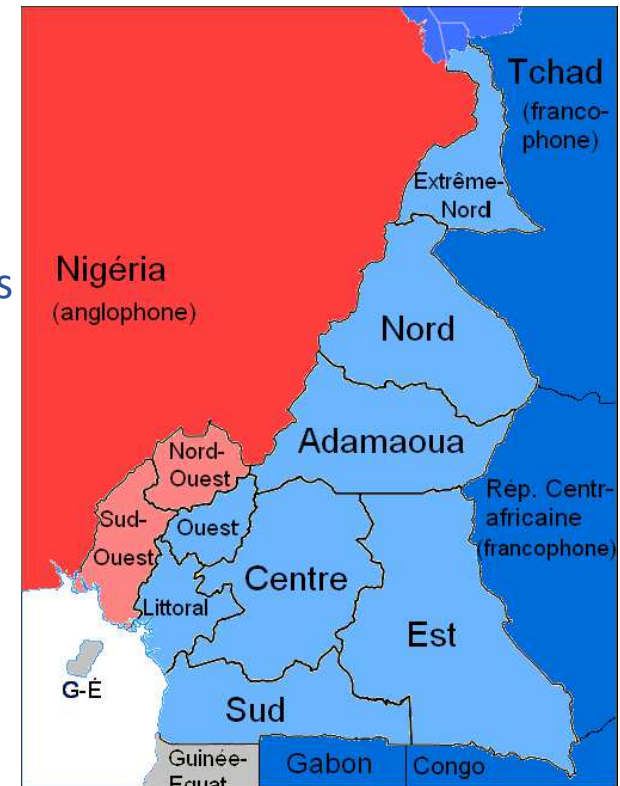 Tchad
(franco-
phone)
Extrême-
Nord
Nigéria
(anglophone)
s
Nord
Adamaoua
Nord-
Ouest
Rép. Centr-
africaine
(francophone)
Sud-
Ouest
Ouest
Centre
Littoral
Est
G-É
Sud
Guinée-
Equat.
Gabon
Congo